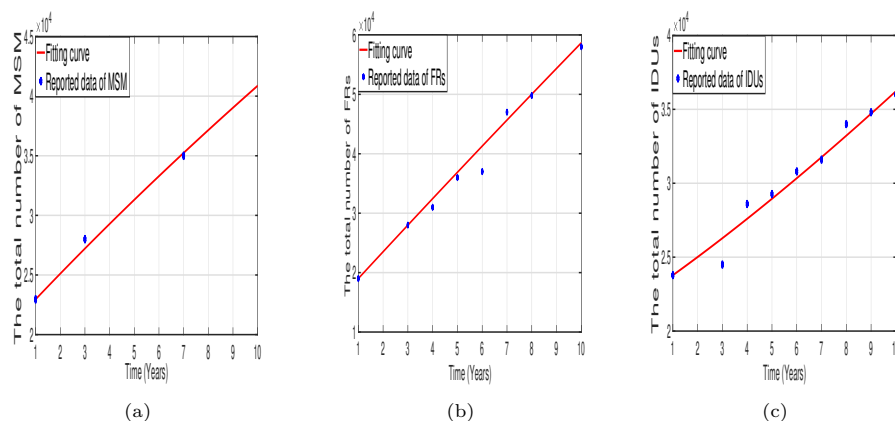 ×10⁴
4.5
4
3.5
3
2.5
2
The total number of MSM
Fitting curve
Reported data of MSM
1 2 3 4 5 6 7 8 9 10
Time (Years)
(a)
×10⁴
6
5
4
3
2
1
The total number of FRs
Fitting curve
Reported data of FRs
1 2 3 4 5 6 7 8 9 10
Time (Years)
(b)
×10⁴
4
3.5
3
2.5
2
The total number of IDUs
Fitting curve
Reported data of IDUs
1 2 3 4 5 6 7 8 9
Time (Years)
(c)